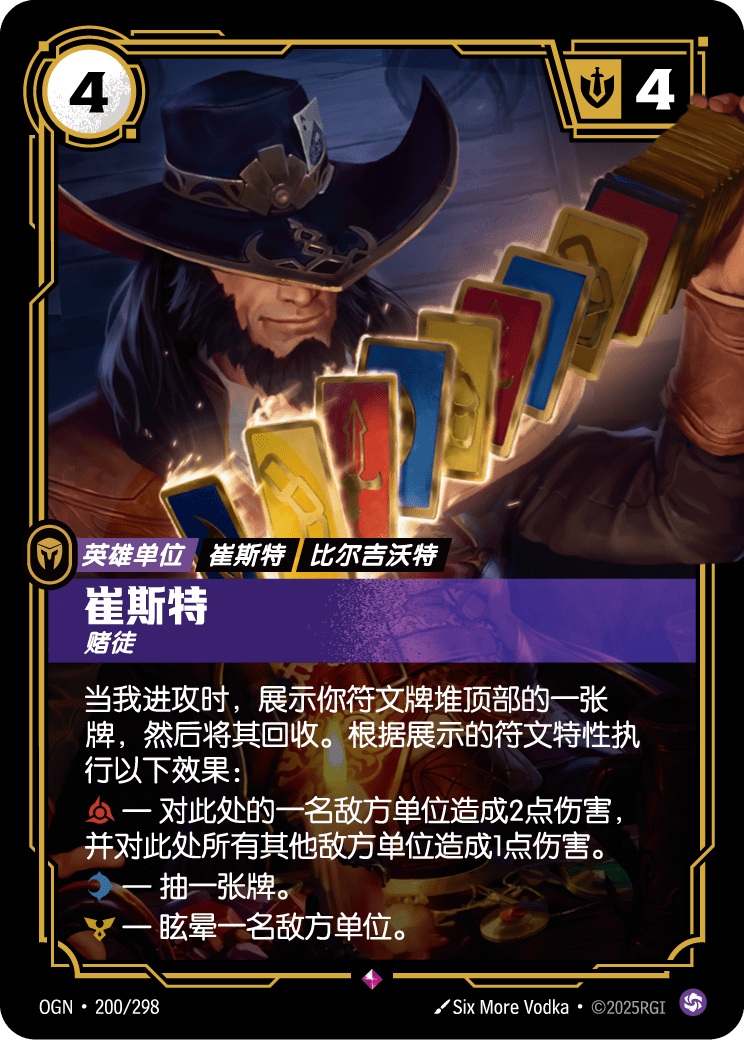 4
4
英雄单位 崔斯特 比尔吉沃特
崔斯特
赌徒
当我进攻时，展示你符文牌堆顶部的一张
牌，然后将其回收。根据展示的符文特性执
行以下效果：
— 对此处的一名敌方单位造成2点伤害，
并对此处所有其他敌方单位造成1点伤害。
— 抽一张牌。
— 眩晕一名敌方单位。
OGN • 200/298
Six More Vodka • ©2025RGI